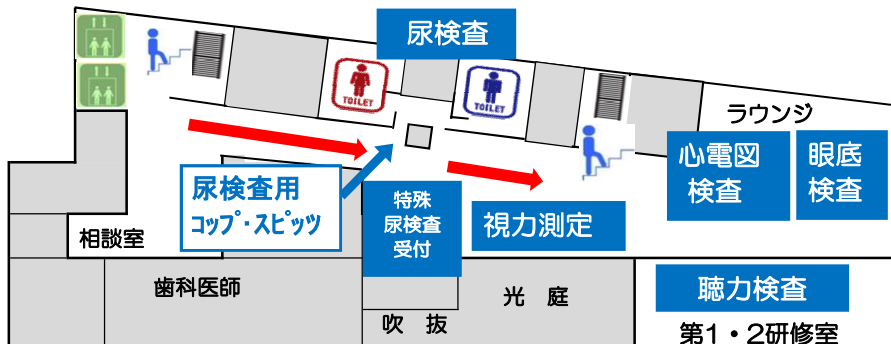 尿検査
TOILET
TOILET
ラウンジ
心電図
検査
眼底
検査
尿検査用
コップ・スピッツ
特殊
尿検査
受付
視力測定
相談室
歯科医師
光 庭
聴力検査
吹 抜
第1・2研修室